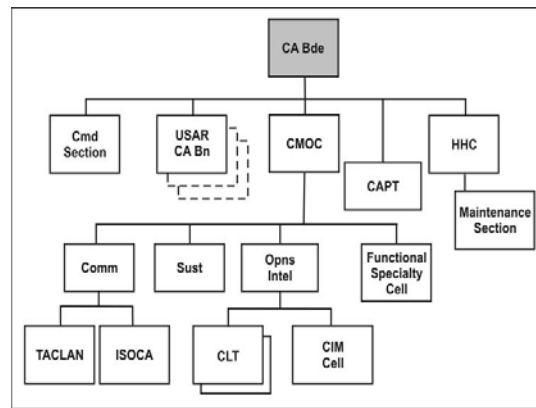 CA Bde
Cmd
Section
USAR
CA Bn
CMOC
CAPT
HHC
Maintenance
Section
Comm
Sust
Opns
Intel
Functional
Specialty
Cell
TACLAN
ISOCA
CLT
CIM
Cell